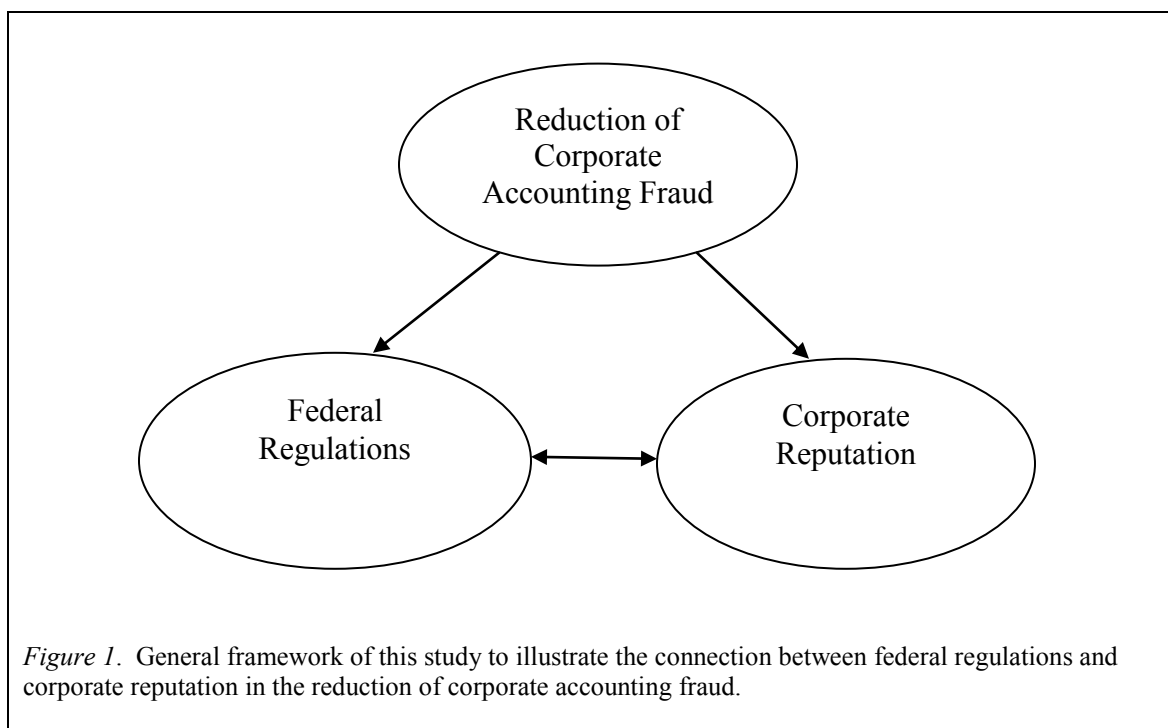 Reduction of
Corporate
Accounting Fraud
Federal
Regulations
Corporate
Reputation
Figure 1.  General framework of this study to illustrate the connection between federal regulations and
corporate reputation in the reduction of corporate accounting fraud.